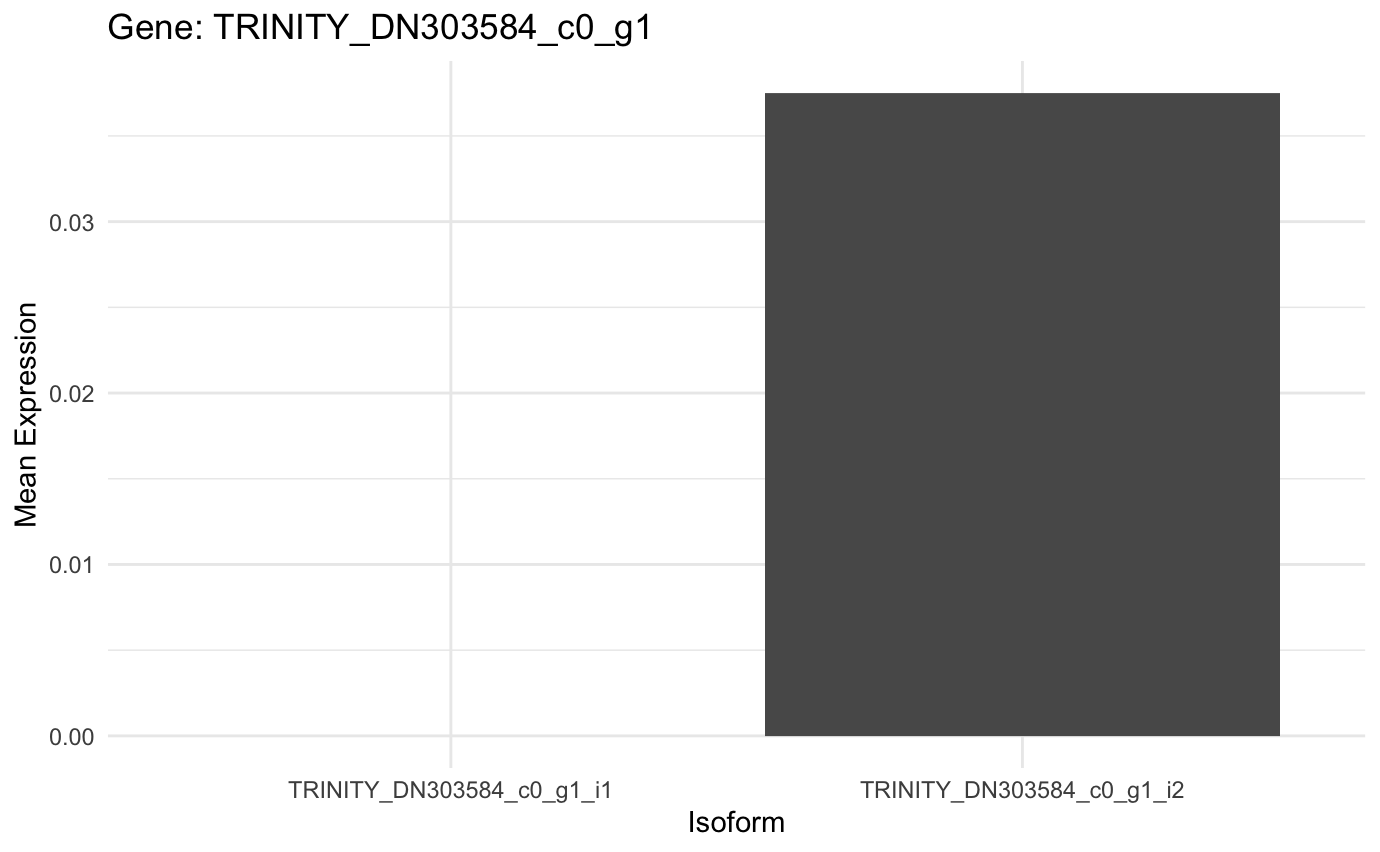 Gene: TRINITY_DN303584_c0_g1
Mean Expression
0.03
0.02
0.01
0.00
TRINITY_DN303584_c0_g1_i1
TRINITY_DN303584_c0_g1_i2
Isoform